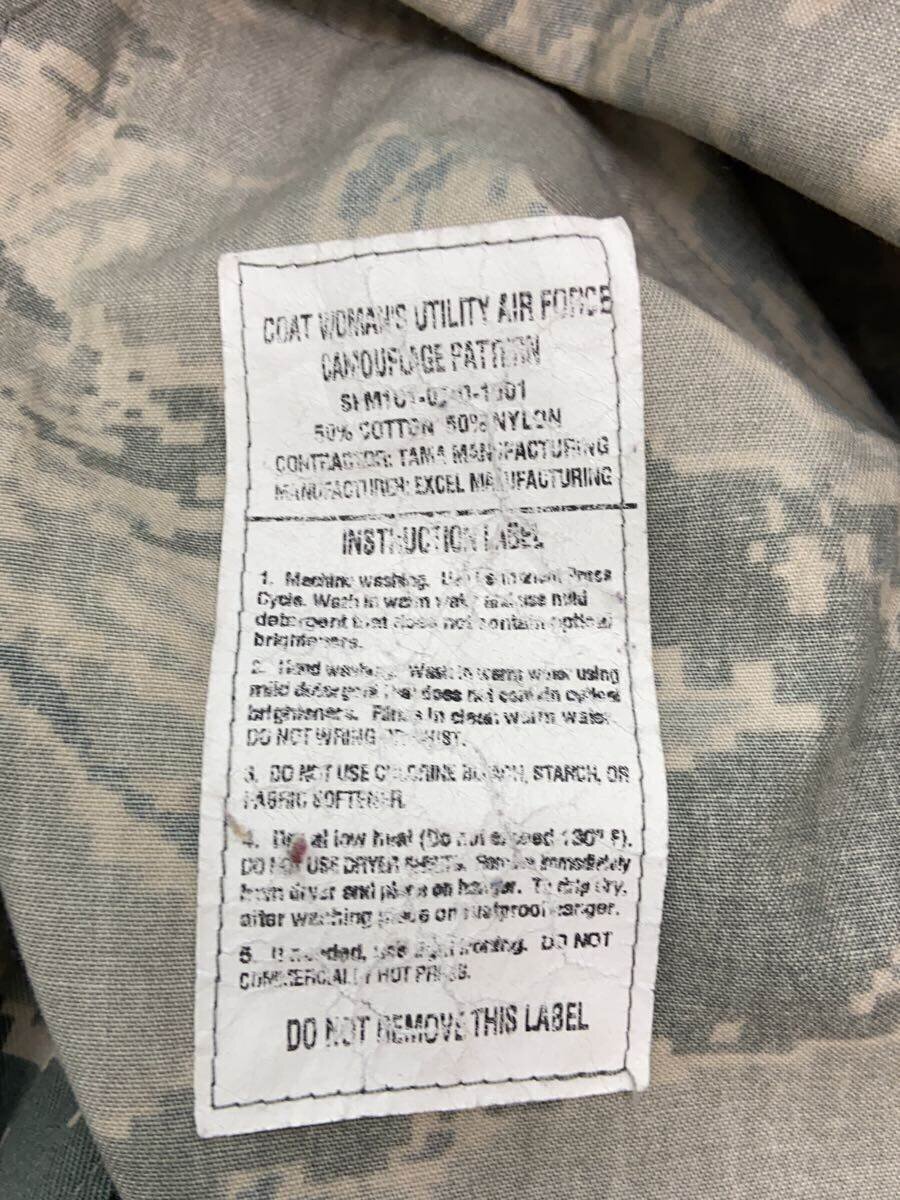 COAT WOMAN'S UTILITY AIR FORCE
CAMOUFLAGE PATTERN
50% COTTON 50% NYLON
CONTRACTOR: TAMA MANUFACTURING
MANUFACTURER: EXCEL MANUFACTURING
INSTRUCTION LABEL
1. Machine washing. Use Permanent Press
Cycle. Wash in warm water and use mild
detergent that does not contain optical
brighteners.
2. Hand washing. Wash in warm water using
mild detergent that does not contain optical
brighteners. Rinse in clean warm water.
DO NOT WRING OR TWIST.
3. DO NOT USE CHLORINE BLEACH, STARCH, OR
FABRIC SOFTENER.
4. Dry at low heat (Do not exceed 130° F).
DO NOT USE DRYER SHEETS. Remove immediately
from dryer and place on hanger. To drip dry,
after washing place on rustproof hanger.
5. If needed, use light ironing. DO NOT
COMMERCIALLY HOT PRESS.
DO NOT REMOVE THIS LABEL